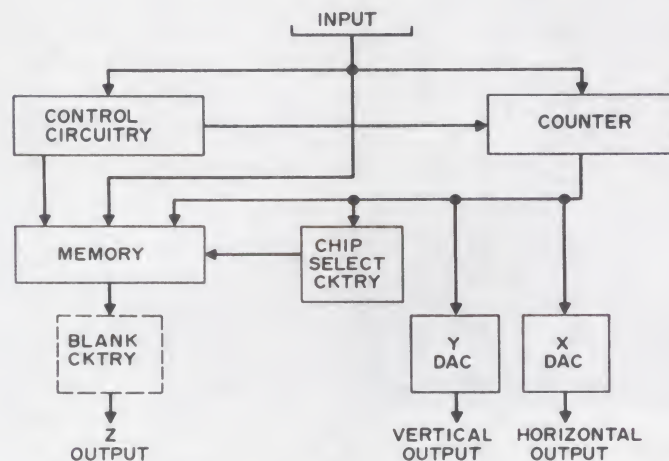 INPUT
CONTROL
CIRCUITRY
COUNTER
MEMORY
CHIP
SELECT
CKTRY
BLANK
CKTRY
Y
DAC
X
DAC
Z
OUTPUT
VERTICAL
OUTPUT
HORIZONTAL
OUTPUT